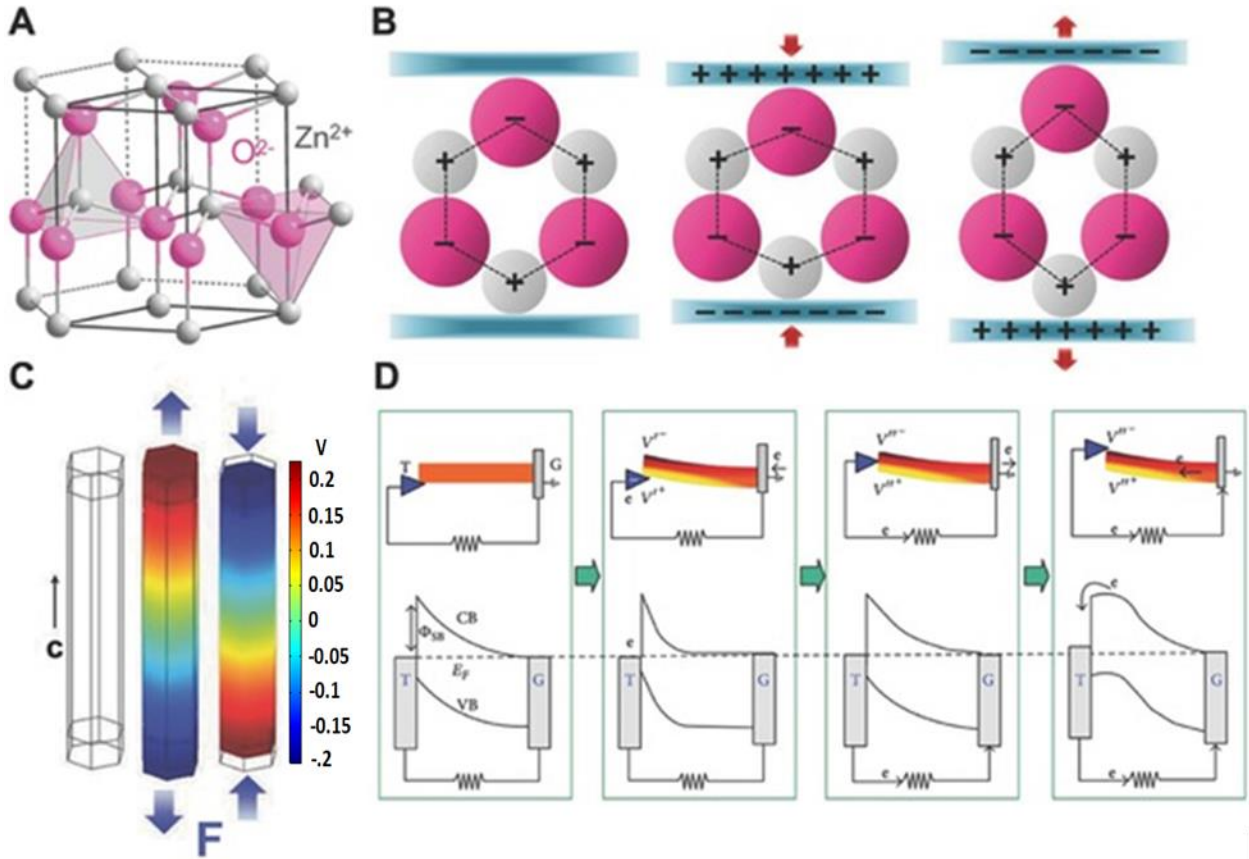 A
O2-
Zn2+
B
− + + − − +
+ + + + + + +
− + + − − +
− − − − − − −
− − − − − − −
− + + − − +
+ + + + + + +
C
V
0.2
0.15
0.1
0.05
0
-0.05
-0.1
-0.15
-.2
c
F
D
T G
V'-
e
e V'+
V''-
e
V''+
e
V''-
e
V''+
e
CB
ΦSB
EF
T G
VB
e
T G
T G
e
e
T G
e